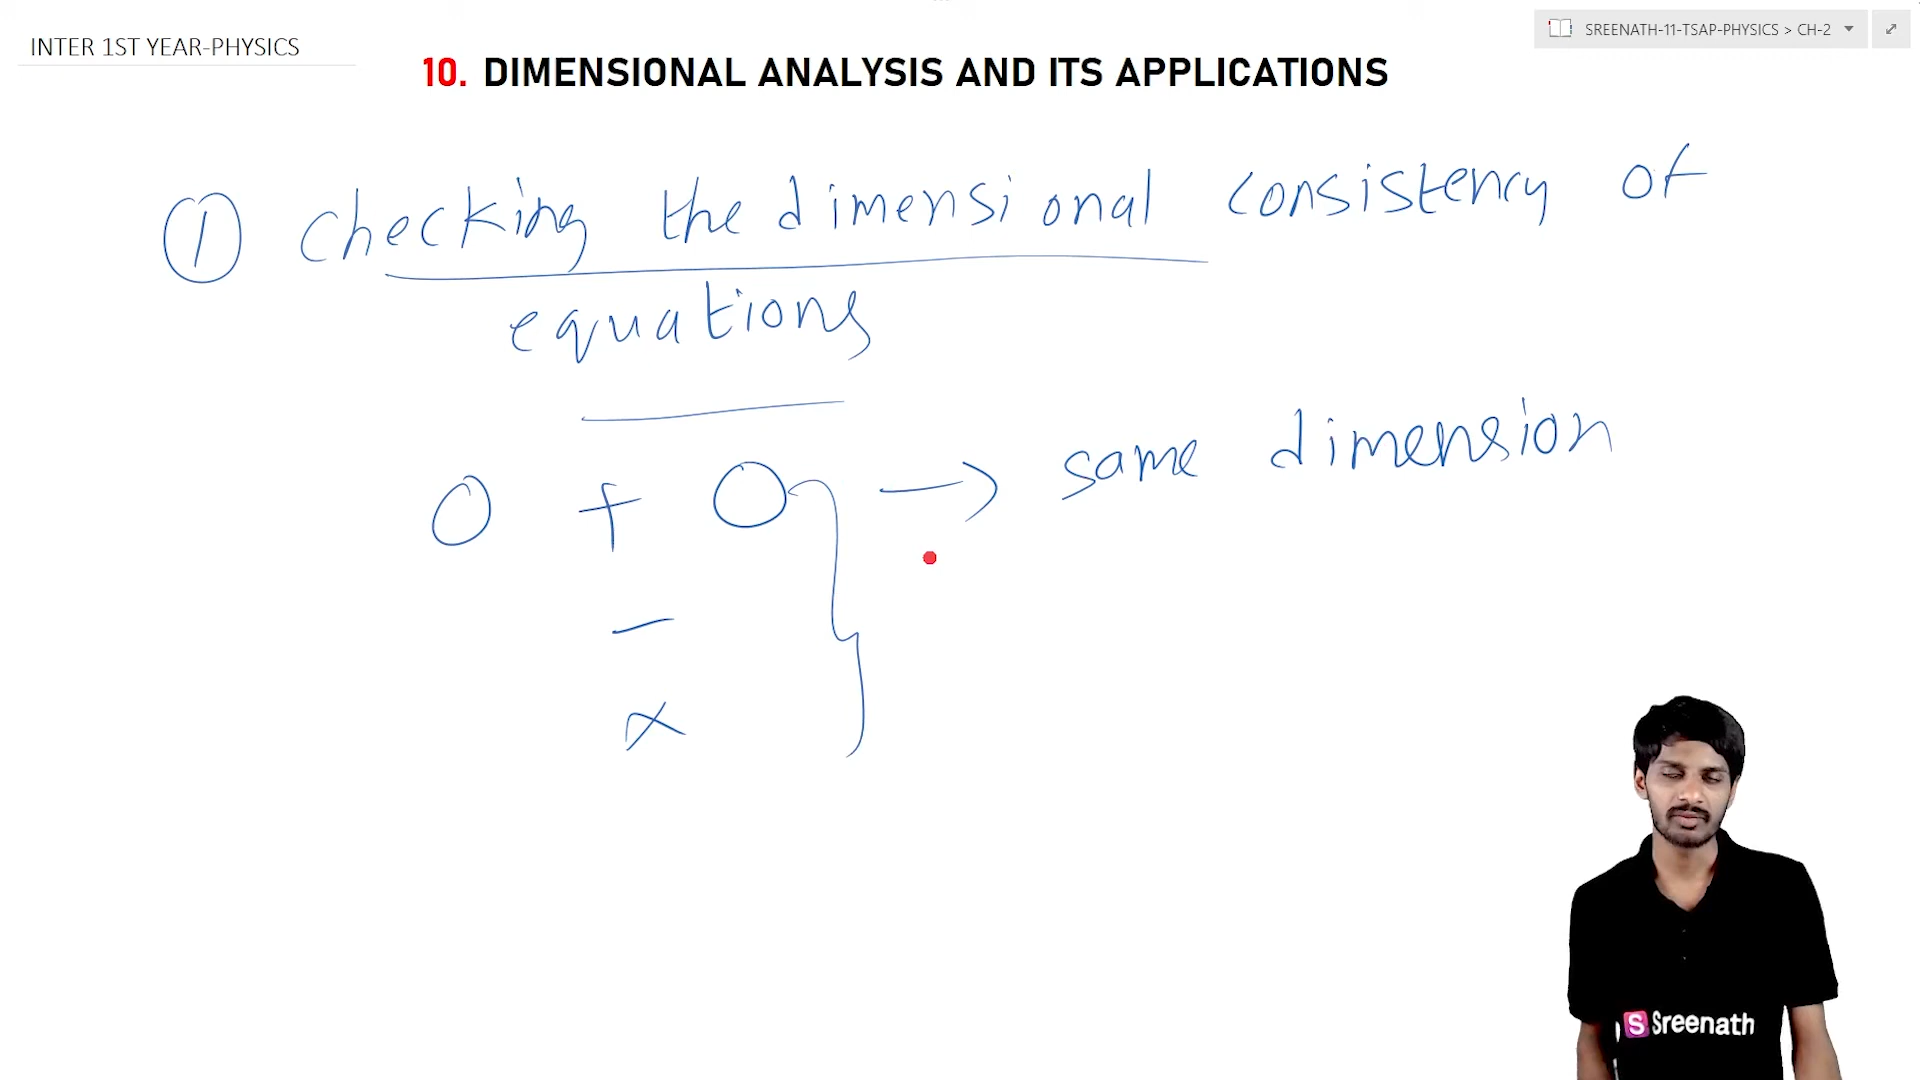 INTER 1ST YEAR-PHYSICS
SREENATH-11-TSAP-PHYSICS > CH-2
10. DIMENSIONAL ANALYSIS AND ITS APPLICATIONS
① checking the dimensional consistency of
equations
O + O → same dimension
−
×
S Sreenath